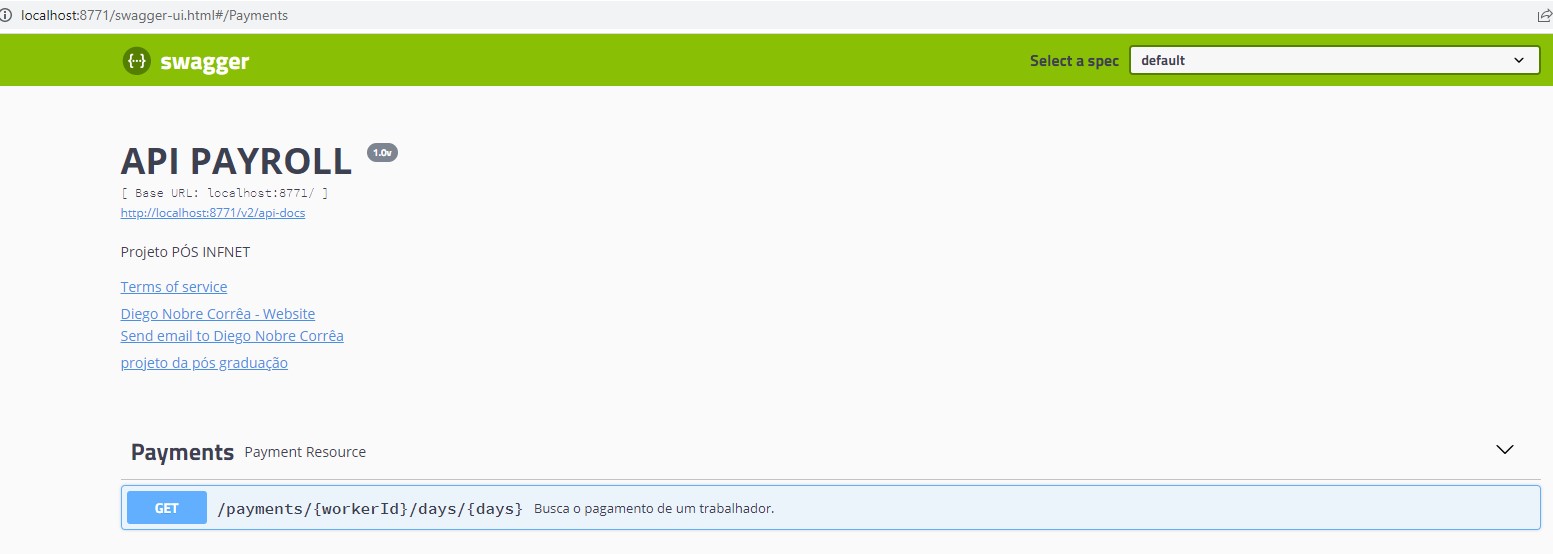 localhost:8771/swagger-ui.html#/Payments
{··} swagger
Select a spec default
API PAYROLL 1.0v
[ Base URL: localhost:8771/ ]
http://localhost:8771/v2/api-docs
Projeto PÓS INFNET
Terms of service
Diego Nobre Corrêa - Website
Send email to Diego Nobre Corrêa
projeto da pós graduação
Payments Payment Resource
GET /payments/{workerId}/days/{days} Busca o pagamento de um trabalhador.